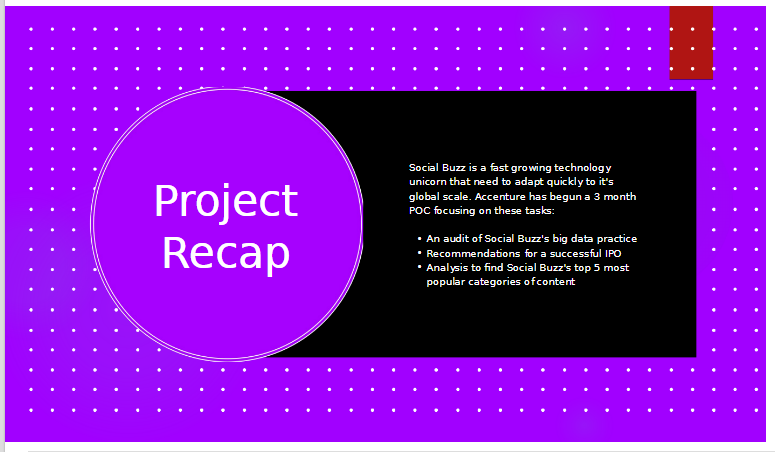 Project
Recap
Social Buzz is a fast growing technology
unicorn that need to adapt quickly to it's
global scale. Accenture has begun a 3 month
POC focusing on these tasks:
• An audit of Social Buzz's big data practice
• Recommendations for a successful IPO
• Analysis to find Social Buzz's top 5 most
popular categories of content